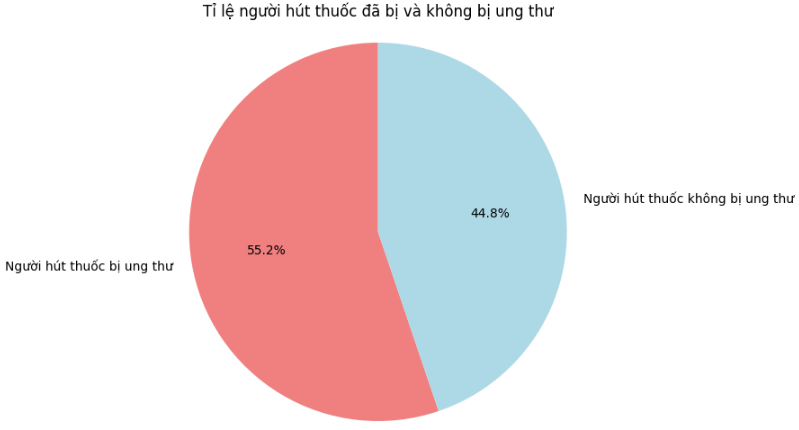 Tỉ lệ người hút thuốc đã bị và không bị ung thư
Người hút thuốc không bị ung thư
44.8%
55.2%
Người hút thuốc bị ung thư